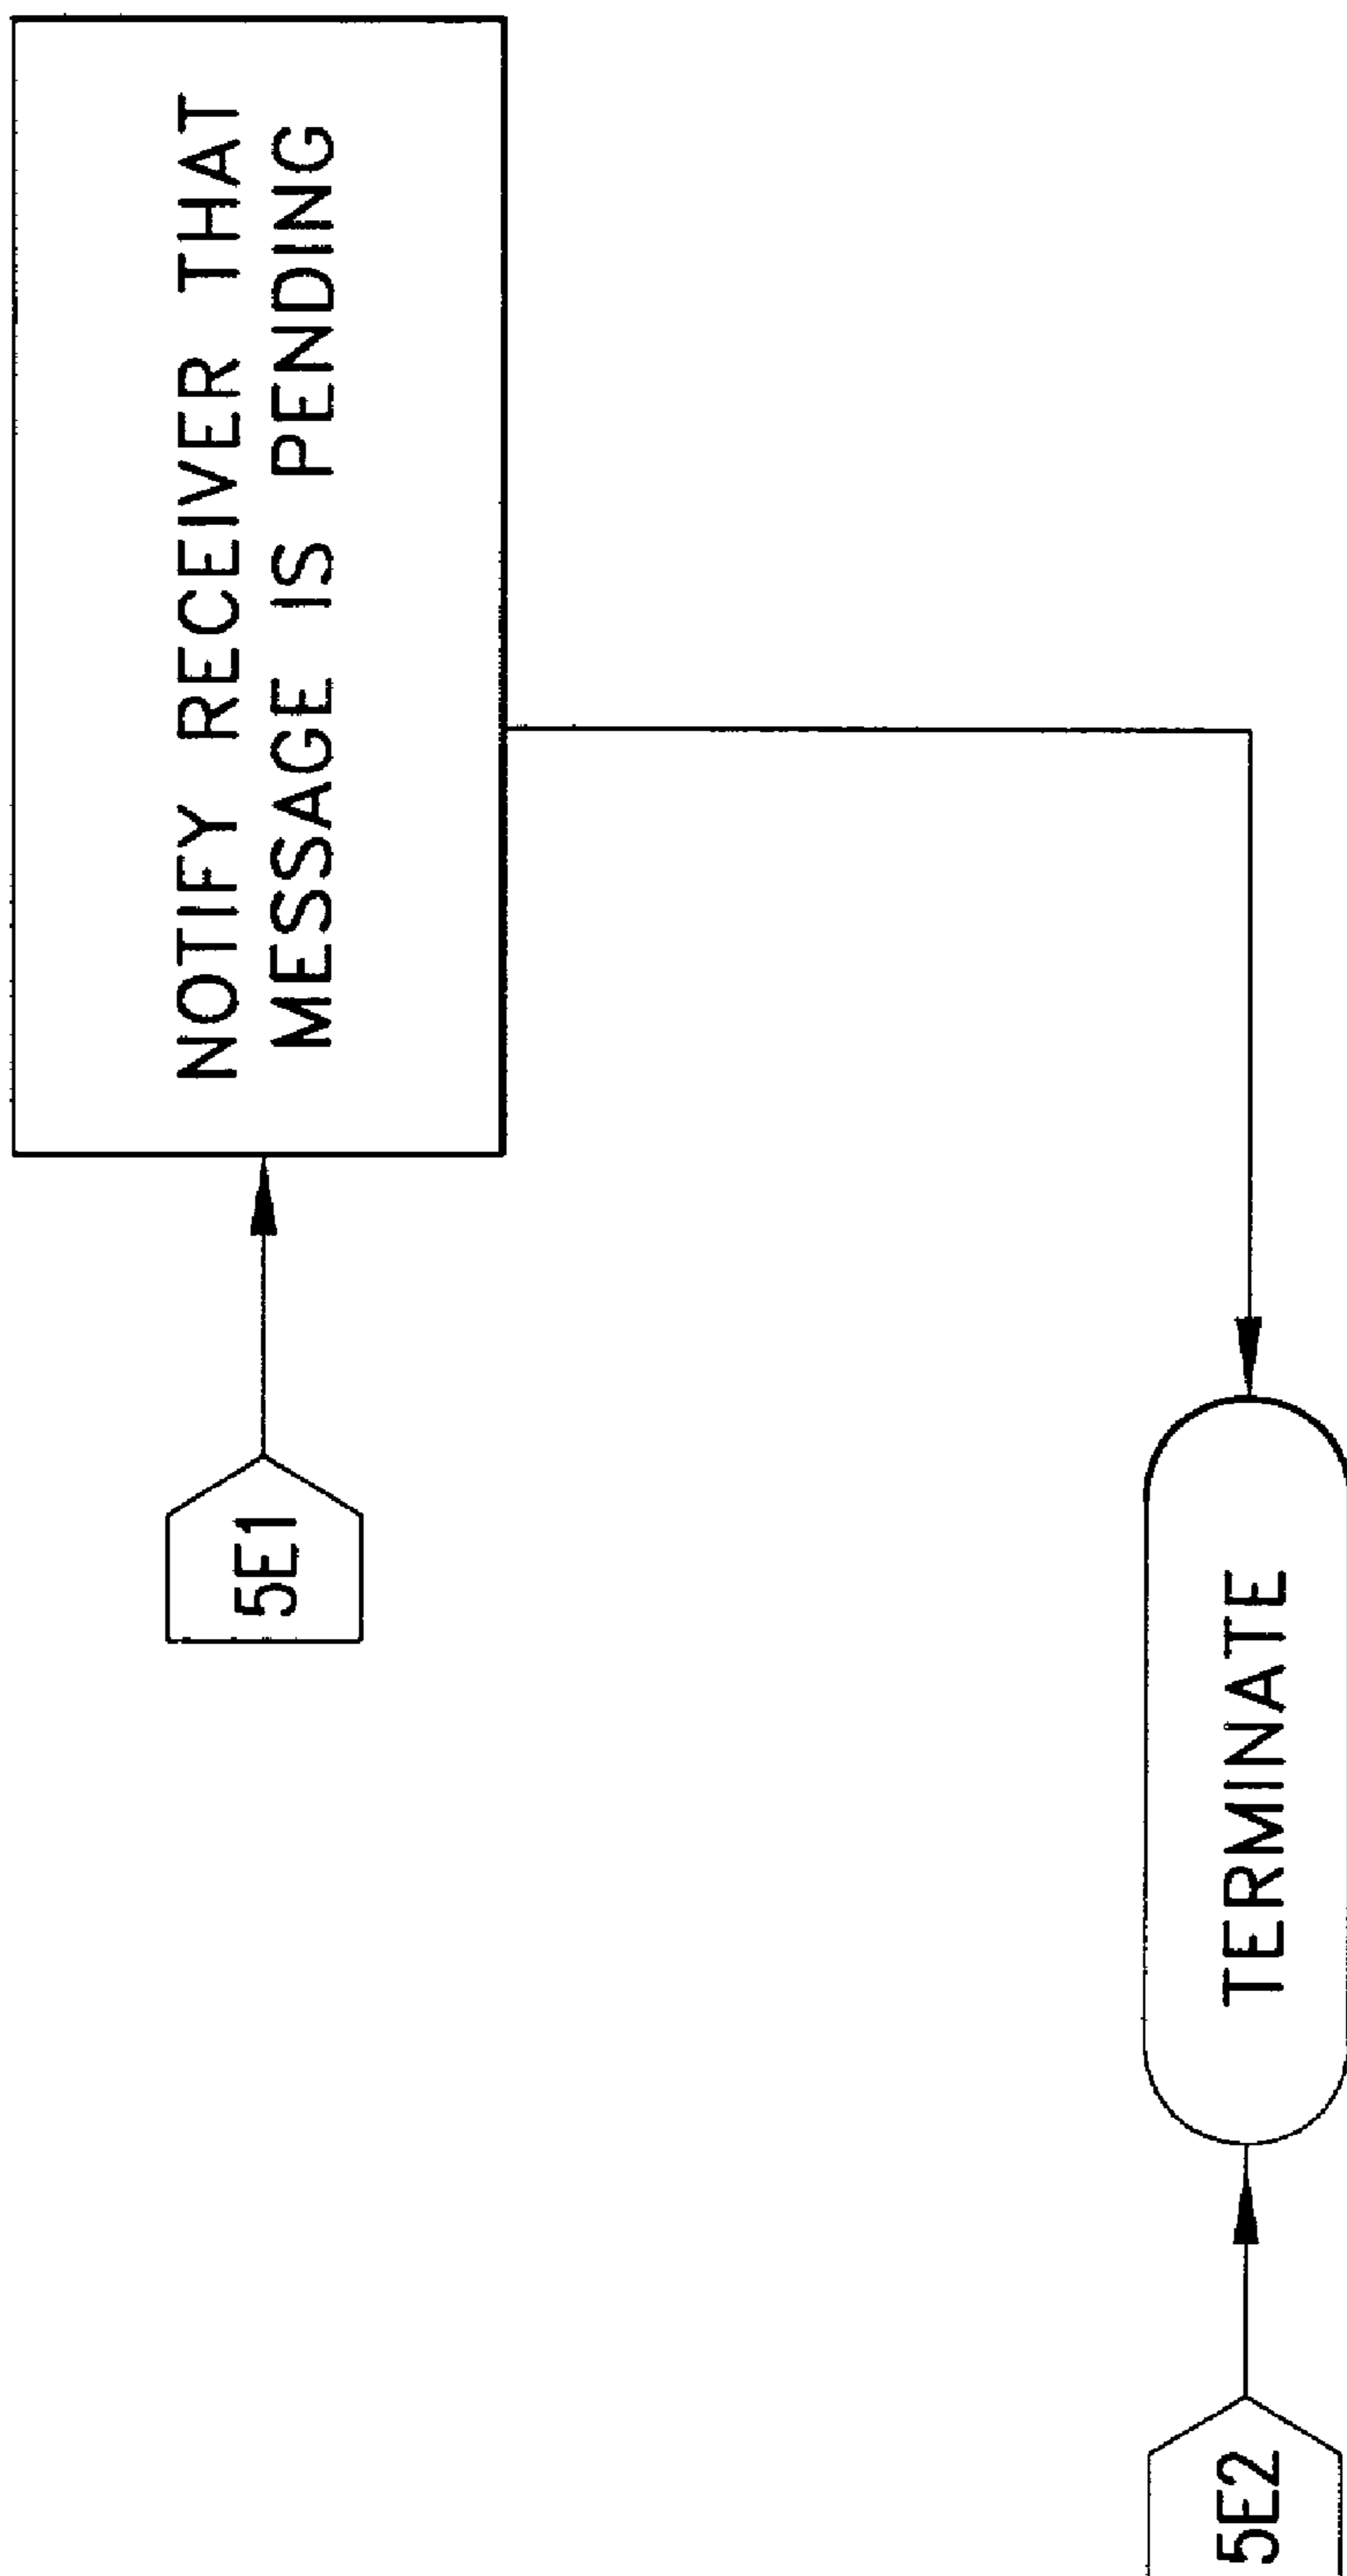 5E1
NOTIFY RECEIVER THAT
MESSAGE IS PENDING
5E2
TERMINATE